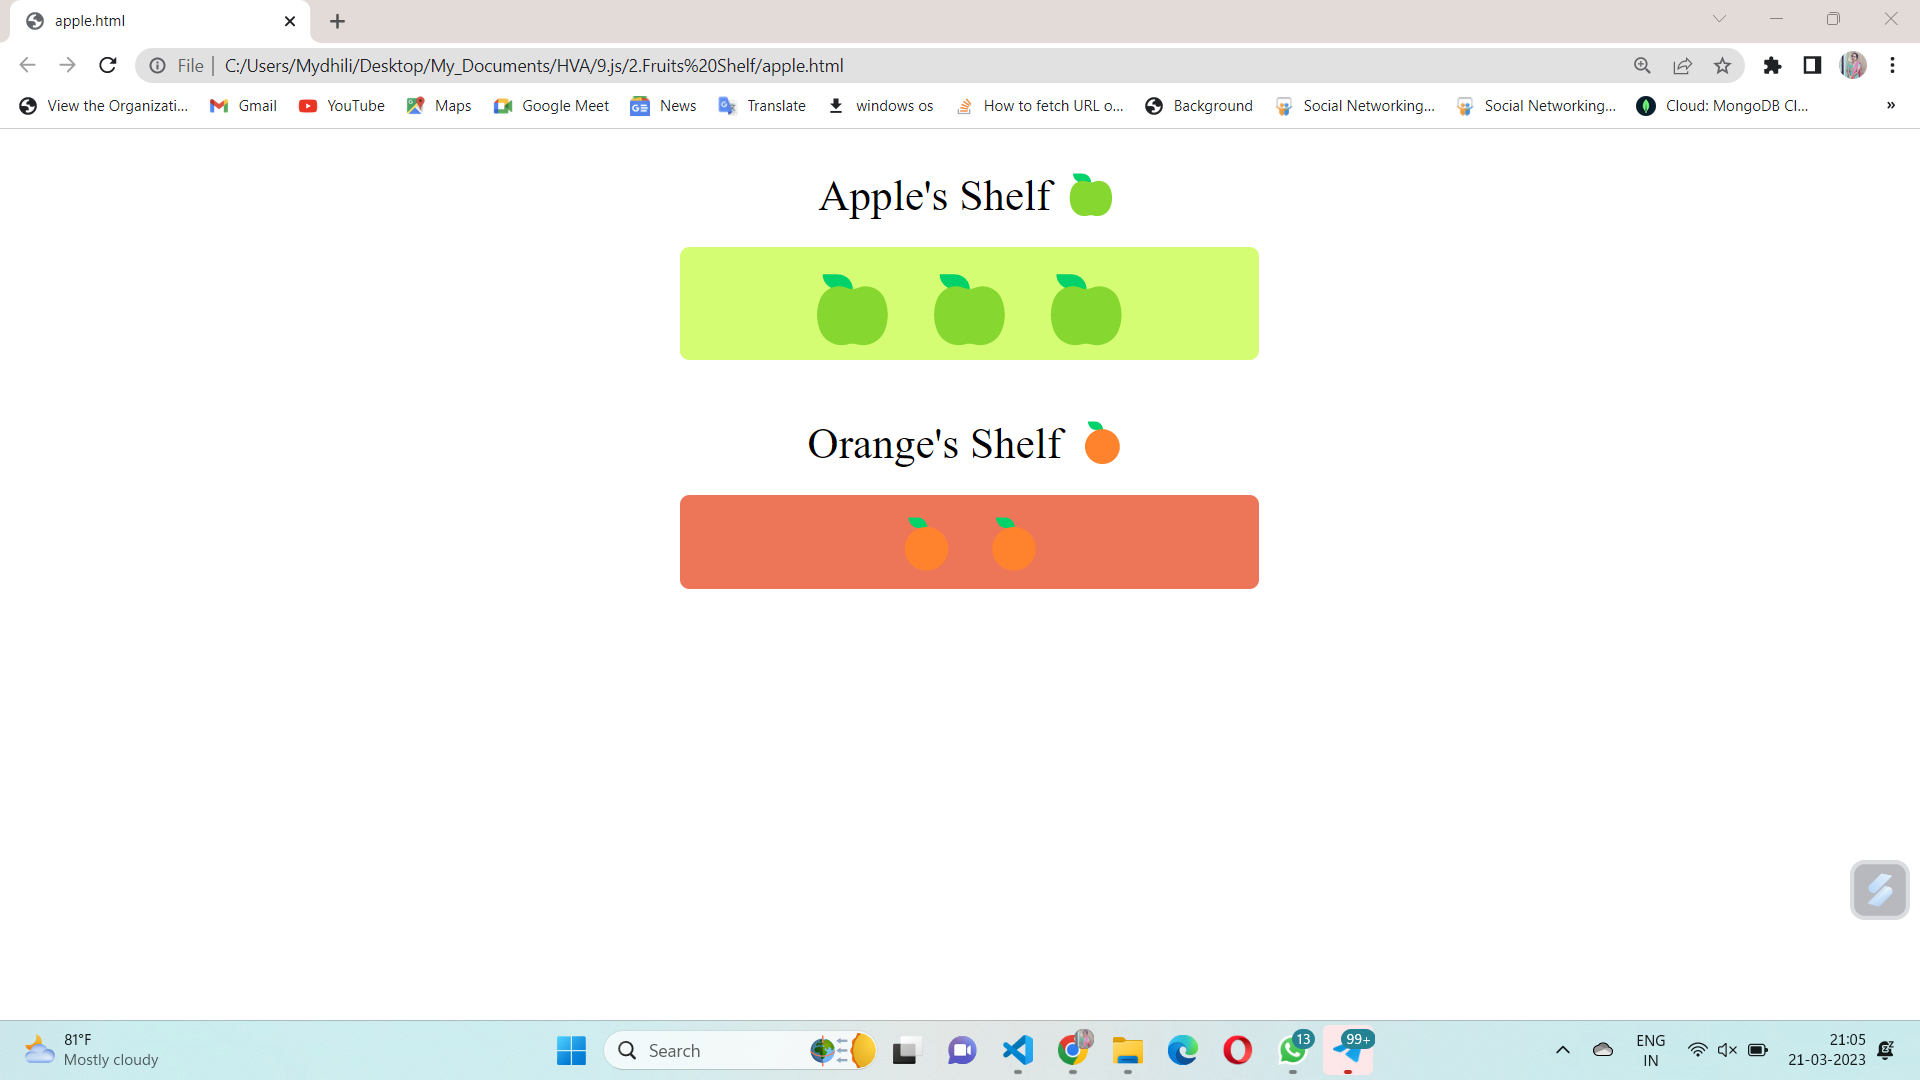 apple.html
File
C:/Users/Mydhili/Desktop/My_Documents/HVA/9.js/2.Fruits%20Shelf/apple.html
View the Organizati...
Gmail
YouTube
Maps
Google Meet
News
Translate
windows os
How to fetch URL o...
Background
Social Networking...
Social Networking...
Cloud: MongoDB Cl...
Apple's Shelf
Orange's Shelf
81°F
Mostly cloudy
Search
13
99+
ENG
IN
21:05
21-03-2023